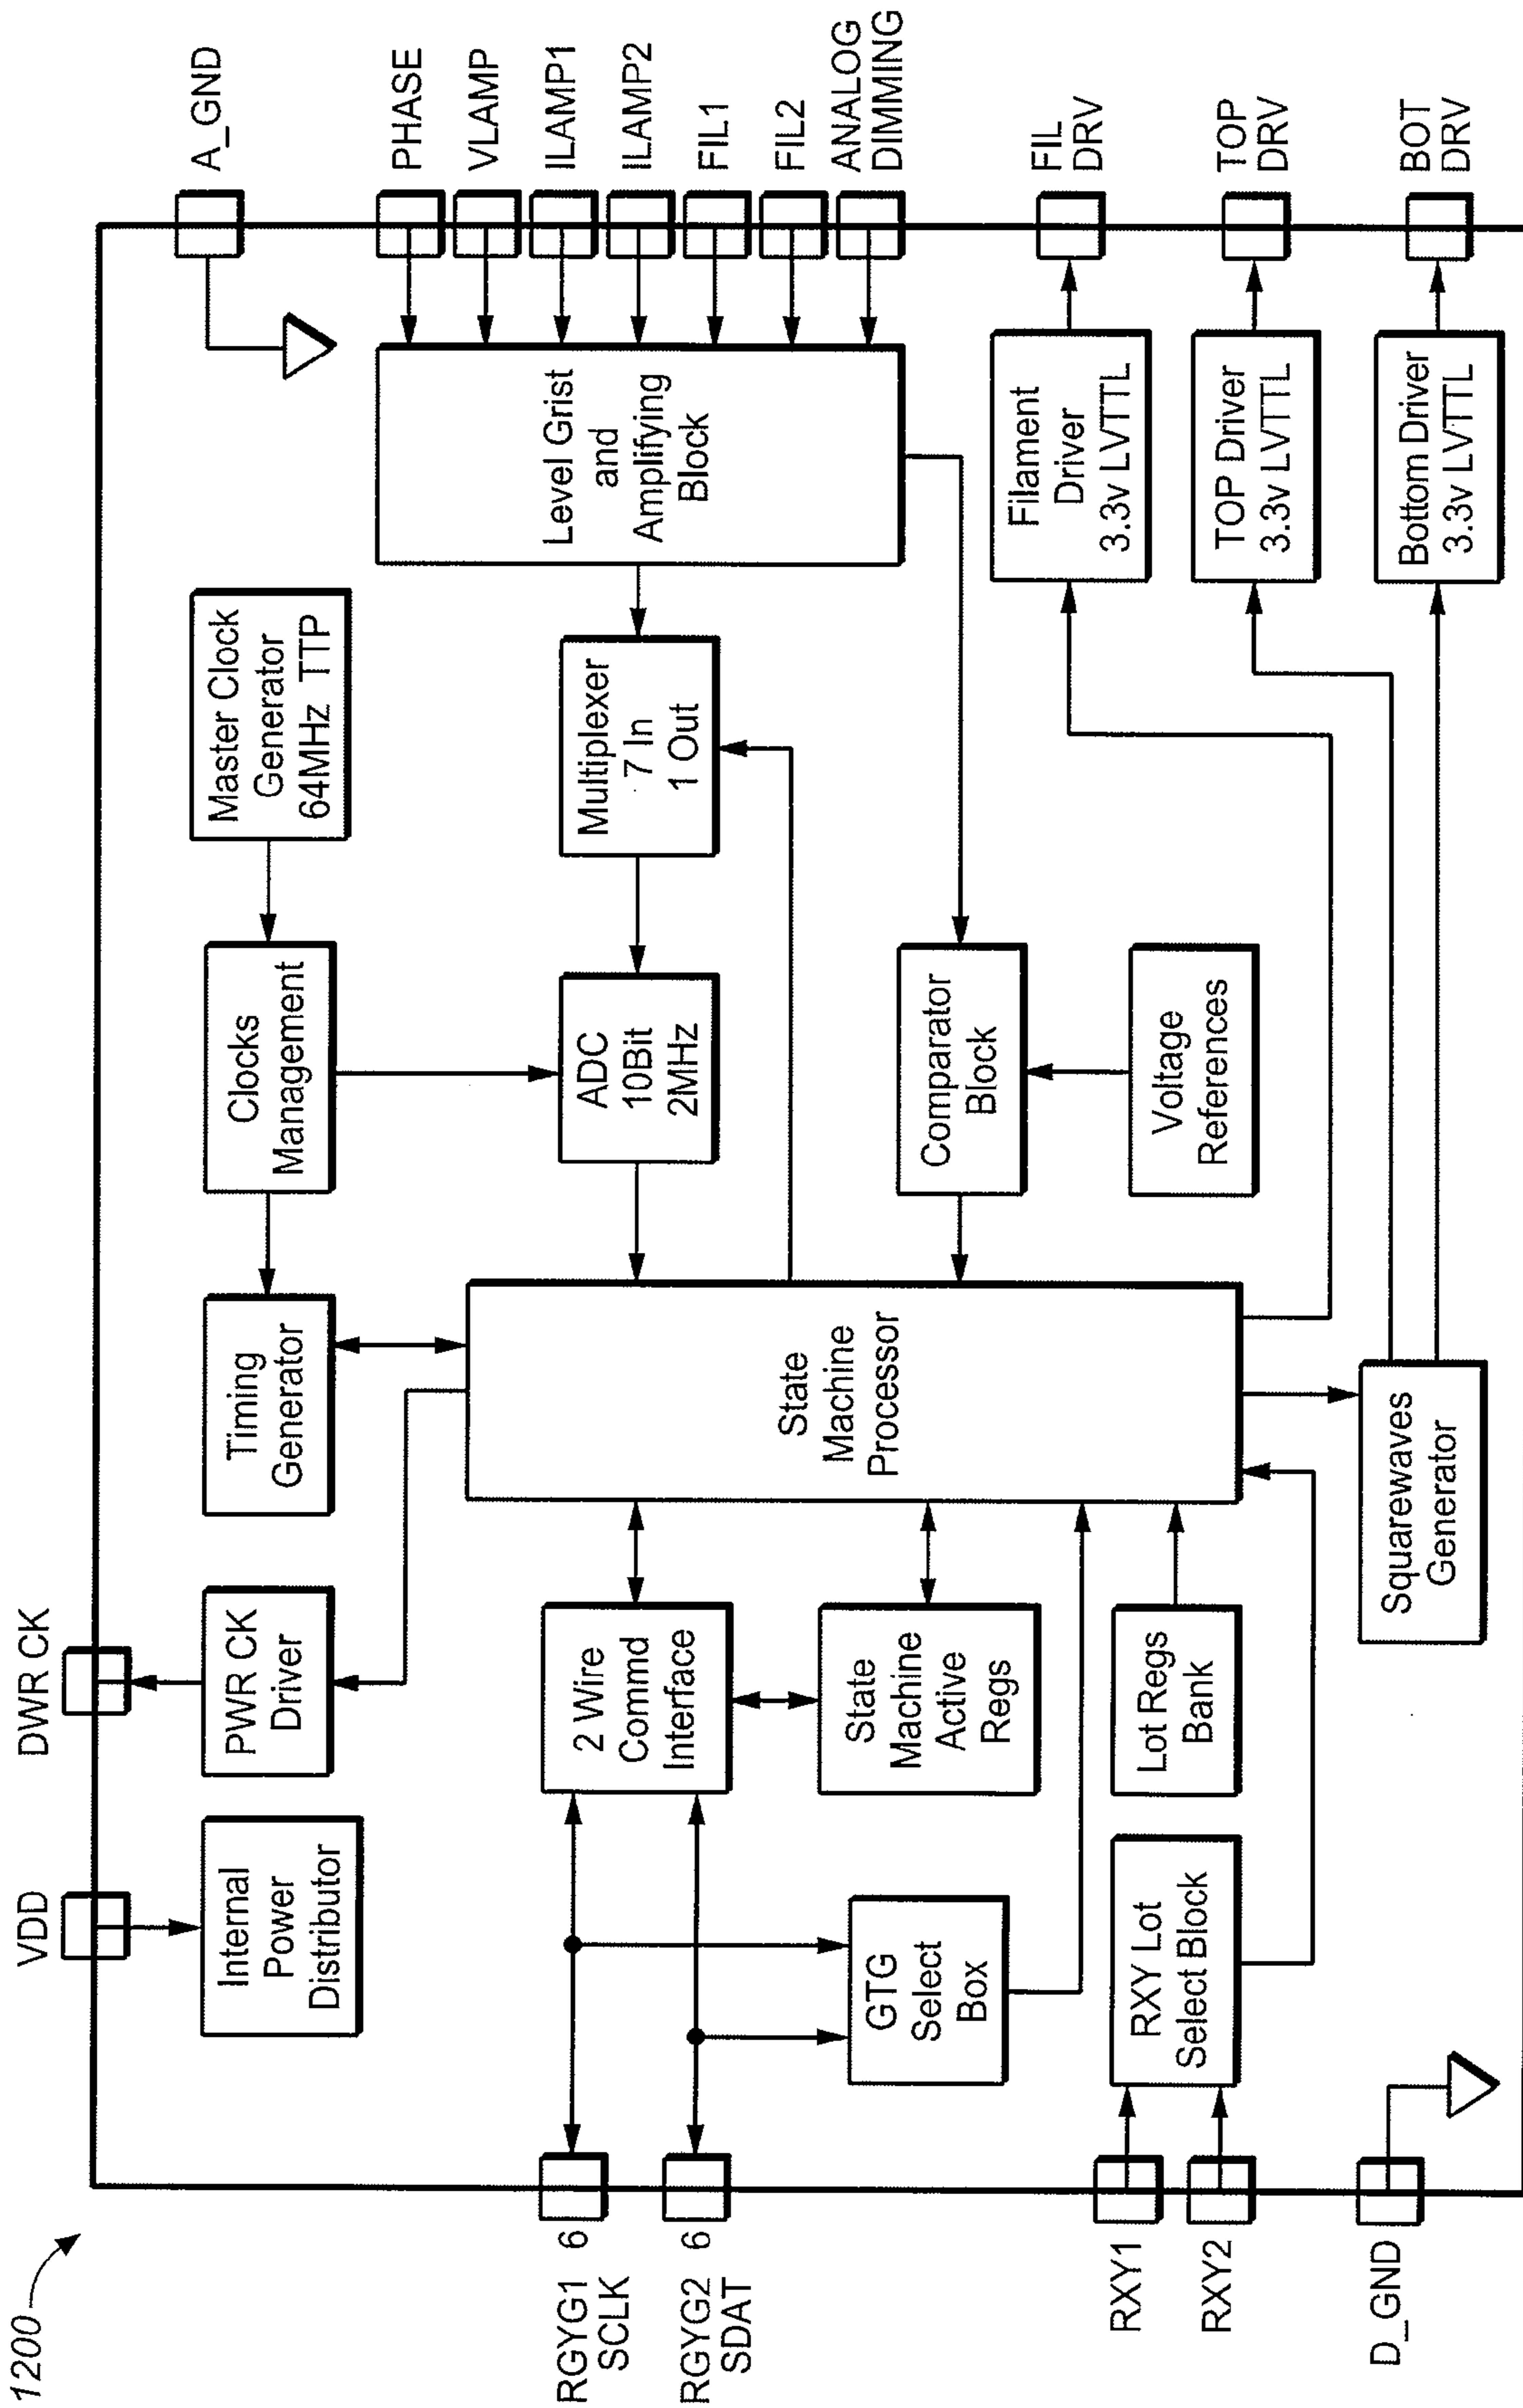 1200
VDD
DWR CK
A_GND
Internal
Power
Distributor
PWR CK
Driver
Timing
Generator
Clocks
Management
Master Clock
Generator
64MHz TTP
PHASE
VLAMP
ILAMP1
ILAMP2
FIL1
FIL2
ANALOG
DIMMING
RGYG1 6
SCLK
RGYG2 6
SDAT
2 Wire
Commd
Interface
State
Machine
Processor
ADC
10Bit
2MHz
Multiplexer
7 In
1 Out
Level Grist
and
Amplifying
Block
GTG
Select
Box
State
Machine
Active
Regs
Comparator
Block
Filament
Driver
3.3v LVTTL
FIL
DRV
RXY1
RXY2
RXY Lot
Select Block
Lot Regs
Bank
Voltage
References
TOP Driver
3.3v LVTTL
TOP
DRV
D_GND
Squarewaves
Generator
Bottom Driver
3.3v LVTTL
BOT
DRV